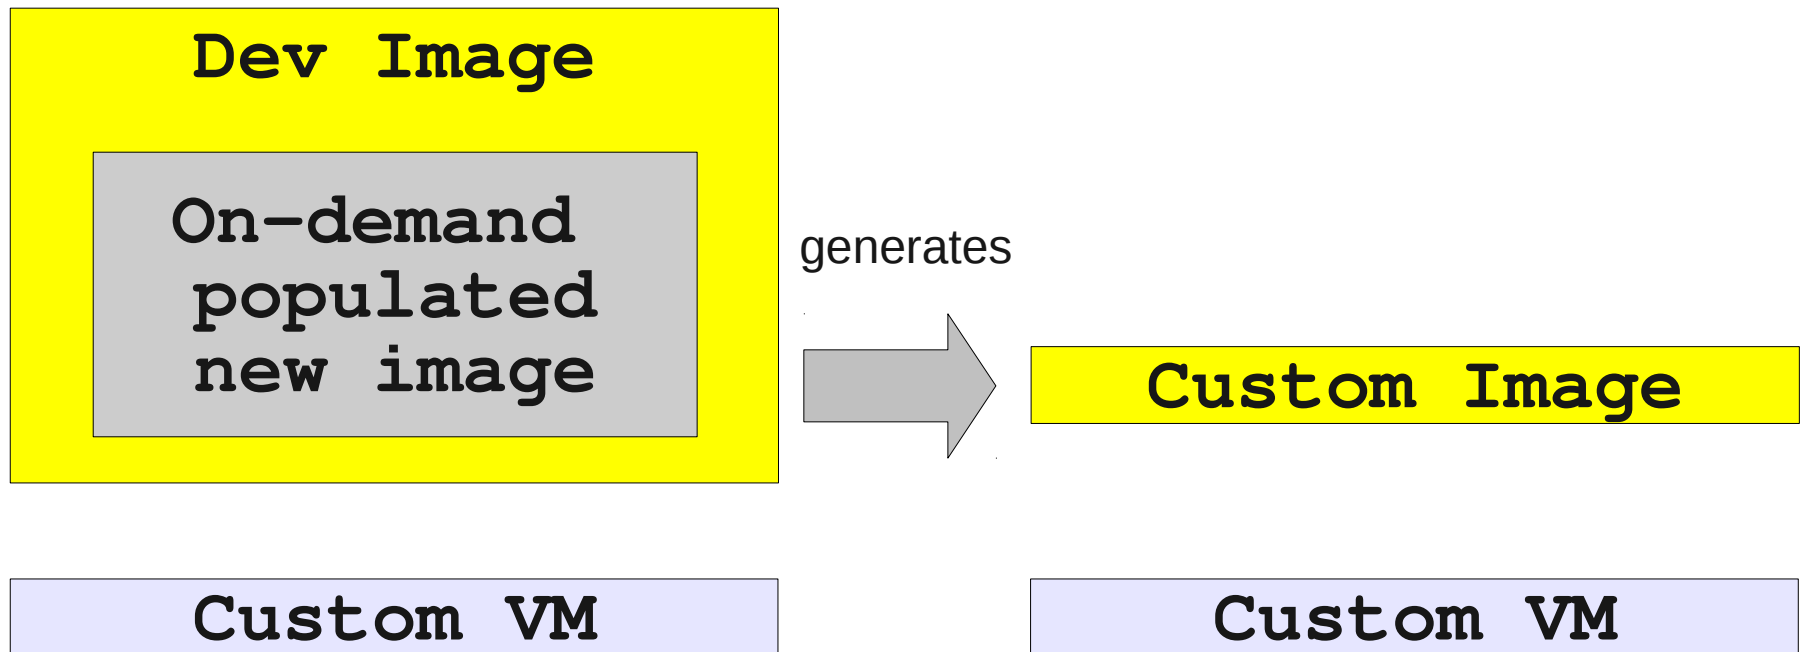 Dev Image
On-demand
populated
new image
generates
Custom Image
Custom VM
Custom VM